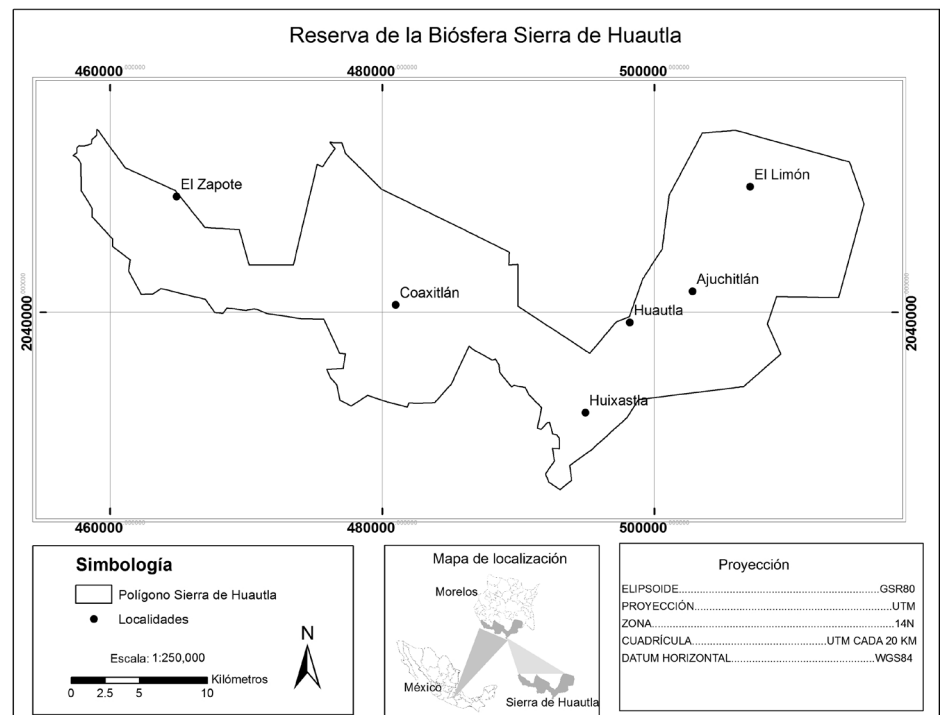 Reserva de la Biósfera Sierra de Huautla
460000 480000 500000
El Zapote
El Limón
Coaxitlán
Ajuchitlán
Huautla
Huixastla
2040000
2040000
460000 480000 500000
Simbología
Polígono Sierra de Huautla
Localidades
Escala: 1:250,000
0 2.5 5 10 Kilómetros
N
Mapa de localización
Morelos
México
Sierra de Huautla
Proyección
ELIPSOIDE..................................................GSR80
PROYECCIÓN..................................................UTM
ZONA..................................................14N
CUADRÍCULA..............................UTM CADA 20 KM
DATUM HORIZONTAL..............................WGS84